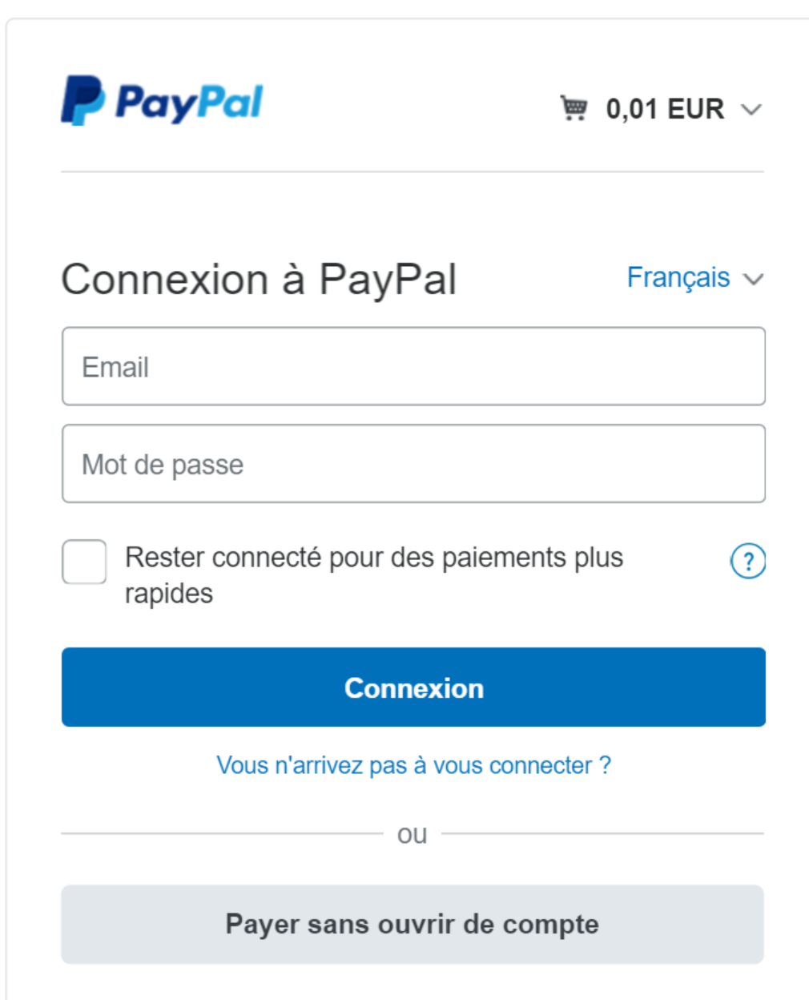 PayPal
0,01 EUR
Connexion à PayPal
Français
Email
Mot de passe
Rester connecté pour des paiements plus
rapides
?
Connexion
Vous n'arrivez pas à vous connecter ?
ou
Payer sans ouvrir de compte